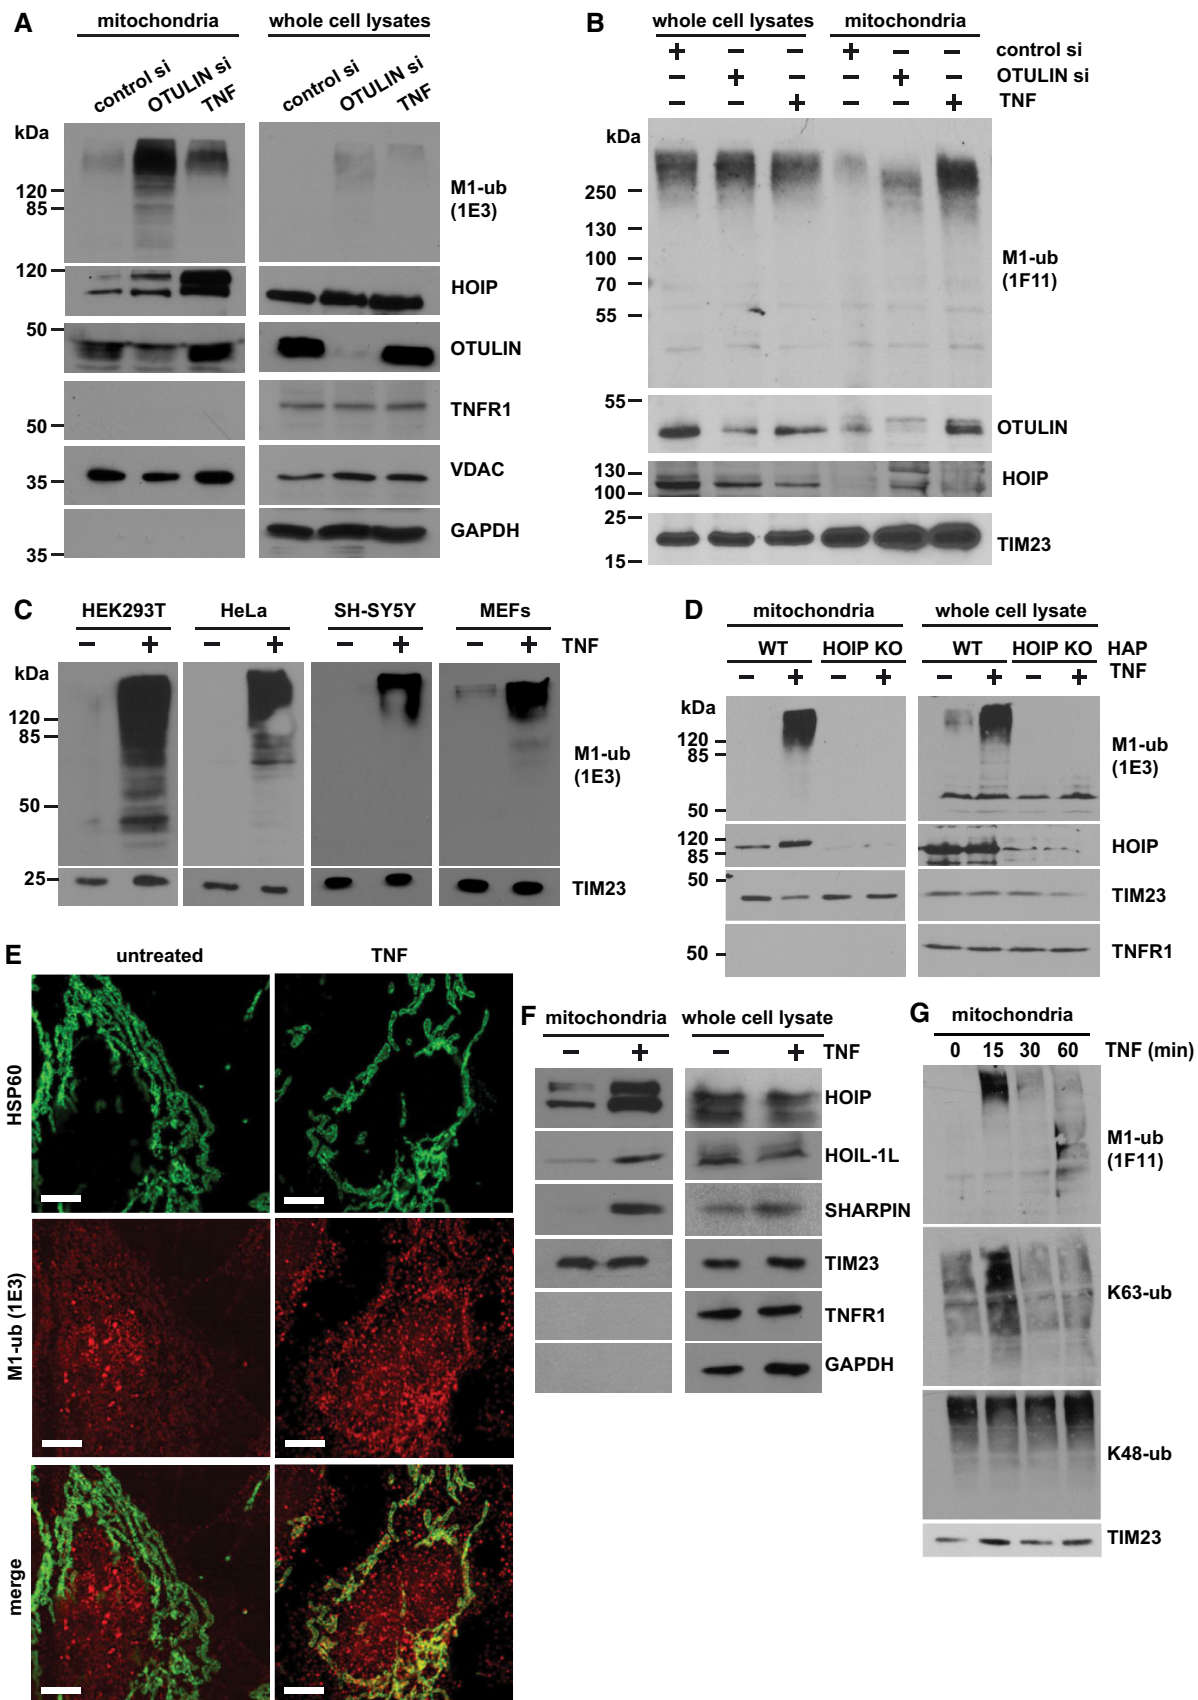 A
mitochondria
whole cell lysates
control si
OTULIN si
TNF
control si
OTULIN si
TNF
kDa
120
85
M1-ub
(1E3)
120
HOIP
50
OTULIN
TNFR1
50
VDAC
35
GAPDH
35
B
whole cell lysates
mitochondria
+ – – + – – control si
– + – – + – OTULIN si
– – + – – + TNF
kDa
250
130
100
70
55
M1-ub
(1F11)
55
OTULIN
130
100
HOIP
25
15
TIM23
C
HEK293T
HeLa
SH-SY5Y
MEFs
– + – + – + – + TNF
kDa
120
85
50
M1-ub
(1E3)
25
TIM23
D
mitochondria
whole cell lysate
WT HOIP KO WT HOIP KO HAP
– + – + – + – + TNF
kDa
120
85
50
M1-ub
(1E3)
120
85
HOIP
50
TIM23
50
TNFR1
E
untreated
TNF
HSP60
M1-ub (1E3)
merge
F
mitochondria
whole cell lysate
– + – + TNF
HOIP
HOIL-1L
SHARPIN
TIM23
TNFR1
GAPDH
G
mitochondria
0 15 30 60 TNF (min)
M1-ub
(1F11)
K63-ub
K48-ub
TIM23